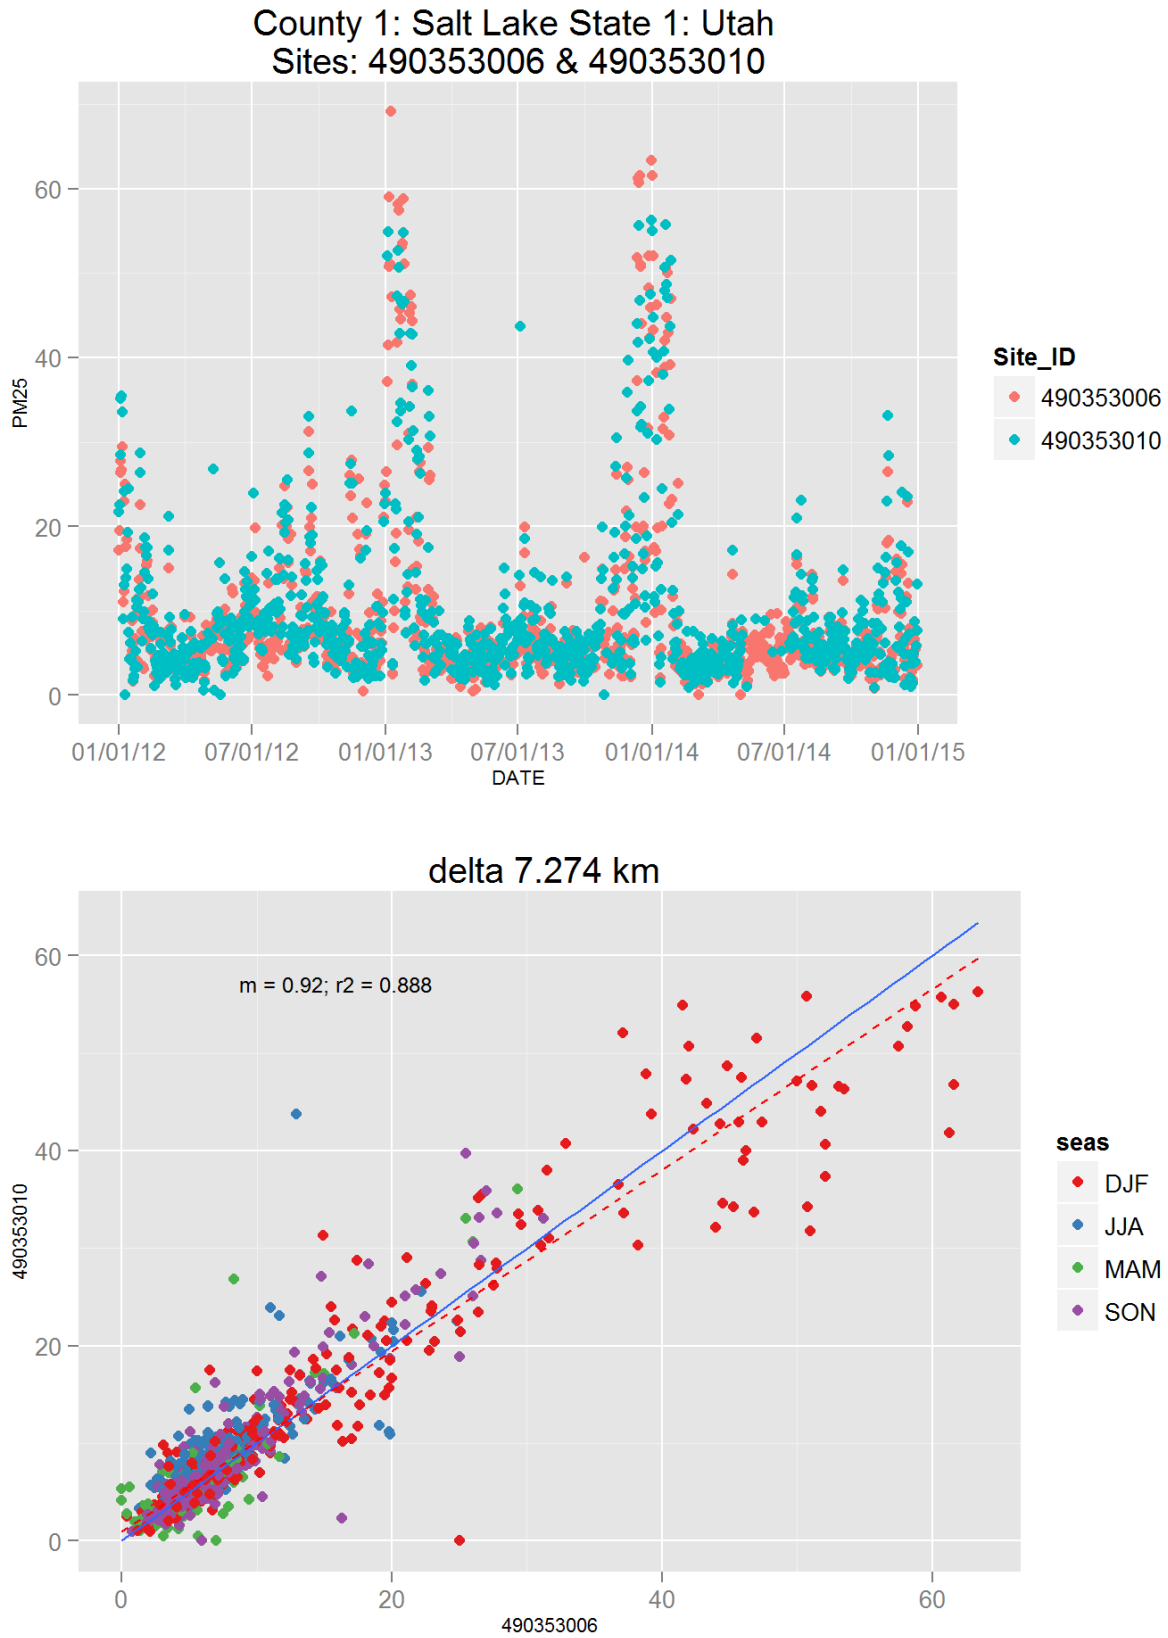 County 1: Salt Lake State 1: Utah
Sites: 490353006 & 490353010
60
40
20
0
PM25
01/01/12 07/01/12 01/01/13 07/01/13 01/01/14 07/01/14 01/01/15
DATE
Site_ID
490353006
490353010
delta 7.274 km
m = 0.92; r2 = 0.888
60
40
20
0
490353010
0 20 40 60
490353006
seas
DJF
JJA
MAM
SON